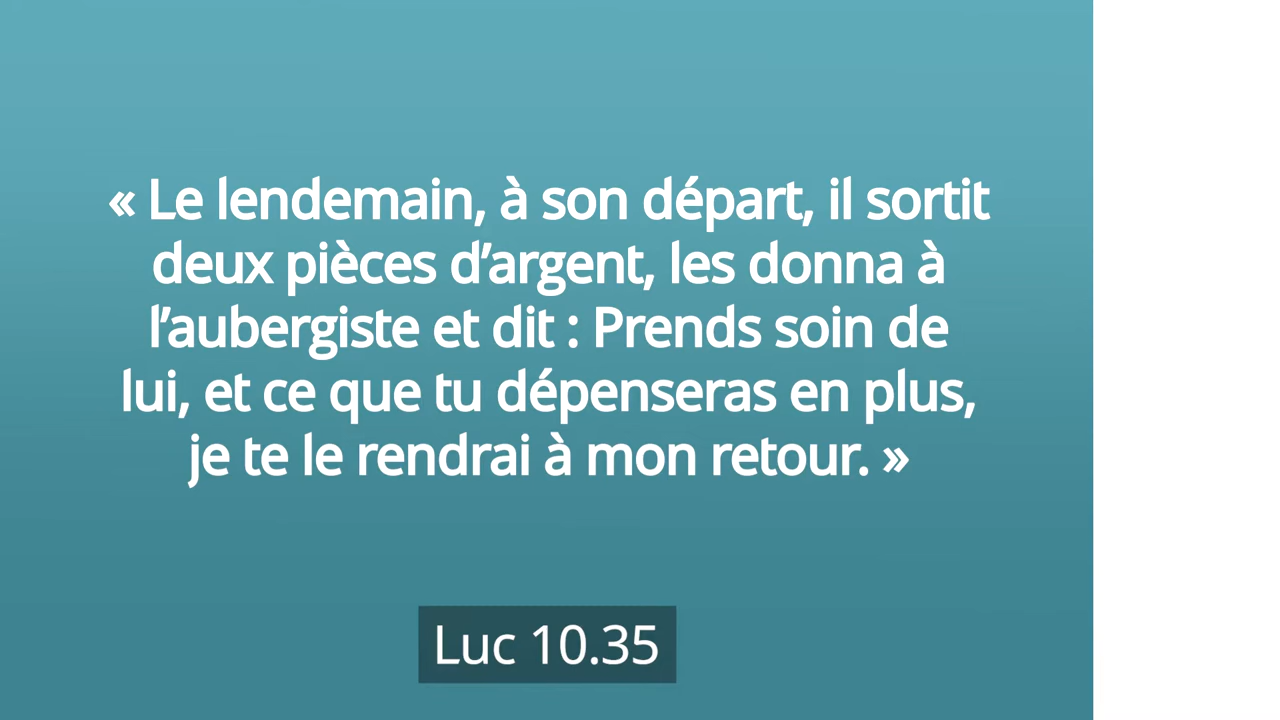 « Le lendemain, à son départ, il sortit
deux pièces d’argent, les donna à
l’aubergiste et dit : Prends soin de
lui, et ce que tu dépenseras en plus,
je te le rendrai à mon retour. »
Luc 10.35